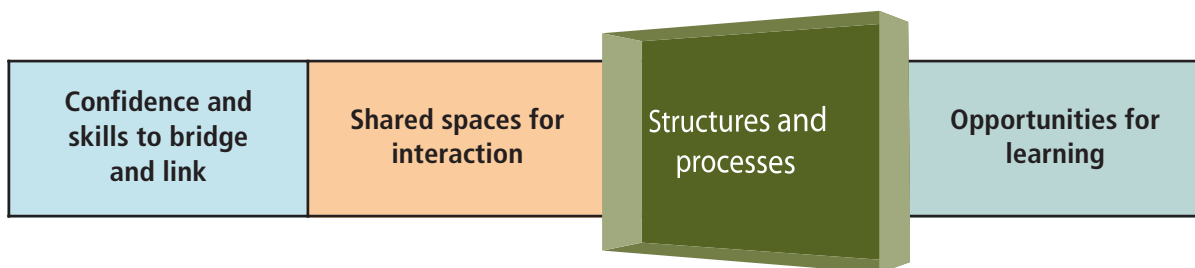 Confidence and
skills to bridge
and link
Shared spaces for
interaction
Structures and
processes
Opportunities for
learning